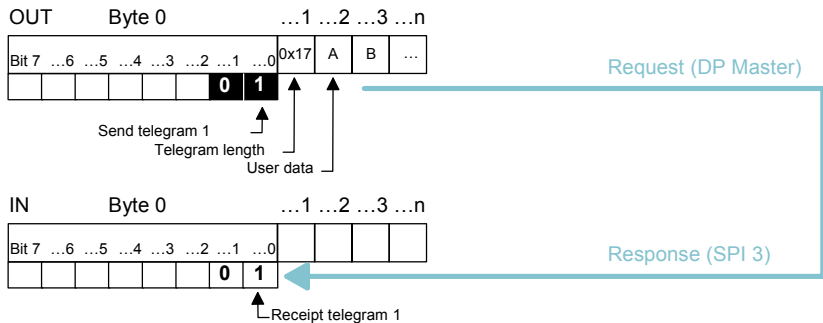 OUT Byte 0 …1 …2 …3 …n
Bit 7 …6 …5 …4 …3 …2 …1 …0 0x17 A B …
0 1
Request (DP Master)
Send telegram 1
Telegram length
User data
IN Byte 0 …1 …2 …3 …n
Bit 7 …6 …5 …4 …3 …2 …1 …0
Response (SPI 3)
0 1
Receipt telegram 1